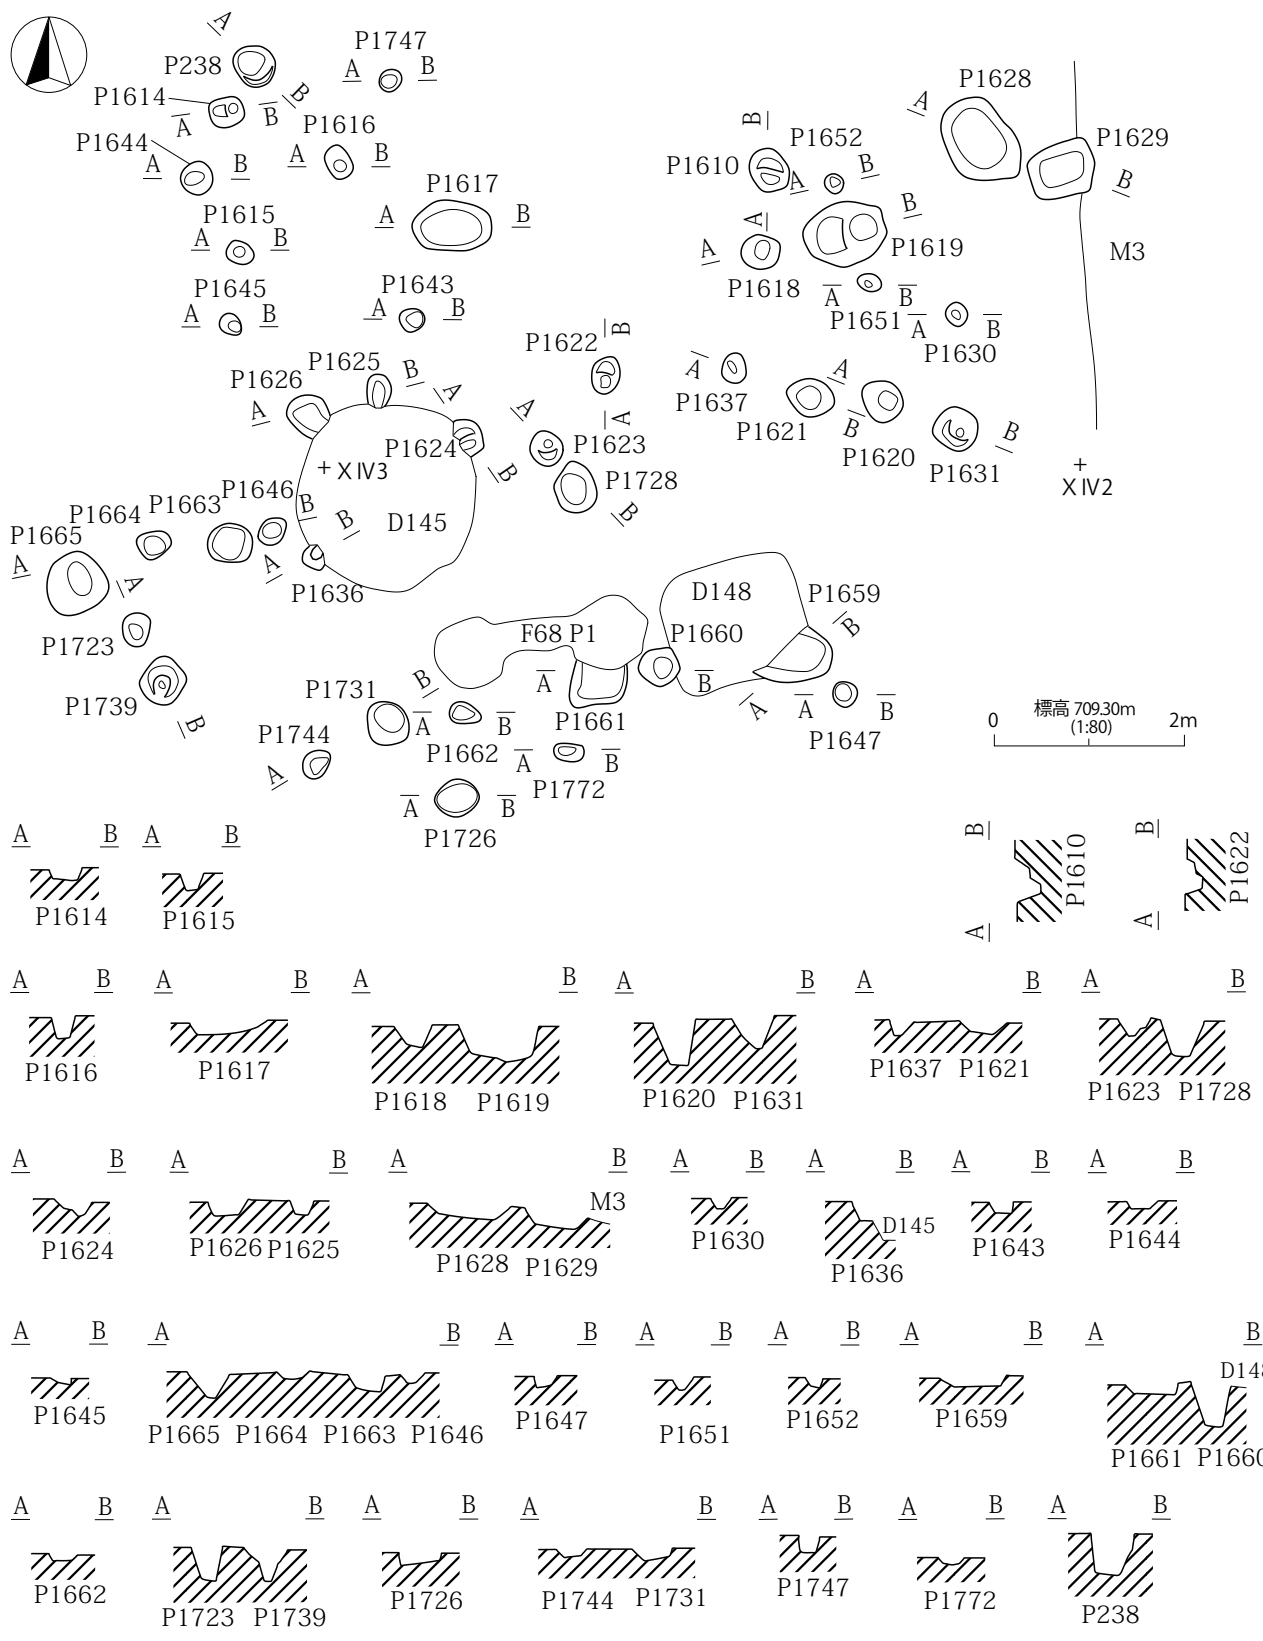 A
P238
B
P1747
A B
P1614
A B
P1616
A B
P1644
A B
P1617
A B
P1615
A B
P1645
A B
P1643
A B
P1628
A
P1629
B
M3
B
P1652
P1610
A B
A
B
P1619
A
P1618
A B
P1651
A B
P1630
B
P1622
A
A
P1637
P1621
A
B
P1620
P1631
B
XIV2
P1625
B
P1626
A
A
P1624
B
XIV3
D145
A
P1623
P1728
B
P1646
B
P1663
A
P1664
P1665
A
B
P1636
A
P1723
P1739
B
D148
P1659
B
A
F68 P1
P1660
A B
P1661
A B
P1647
P1731
B
P1744
A
A B
P1662
A B
P1772
A B
P1726
0 標高 709.30m 2m
(1:80)
A B A B
P1614 P1615
B
A
P1610
B
A
P1622
A B A B A B A B A B A B
P1616 P1617 P1618 P1619 P1620 P1631 P1637 P1621 P1623 P1728
A B A B A B A B A B A B A B
M3
D145
P1624 P1626 P1625 P1628 P1629 P1630 P1636 P1643 P1644
A B A B A B A B A B A B A B
D148
P1645 P1665 P1664 P1663 P1646 P1647 P1651 P1652 P1659 P1661 P1660
A B A B A B A B A B A B A B
P1662 P1723 P1739 P1726 P1744 P1731 P1747 P1772 P238